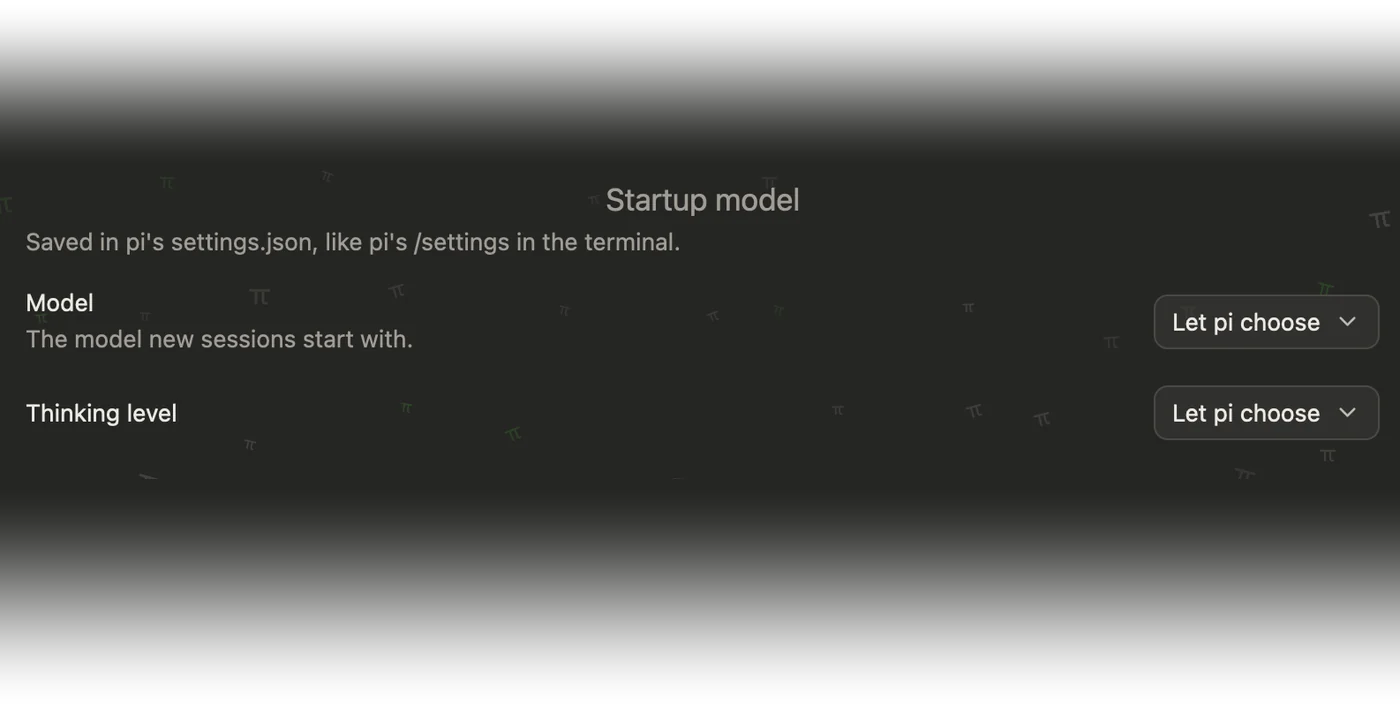 Startup model
Saved in pi's settings.json, like pi's /settings in the terminal.
Model
The model new sessions start with.
Let pi choose
Thinking level
Let pi choose